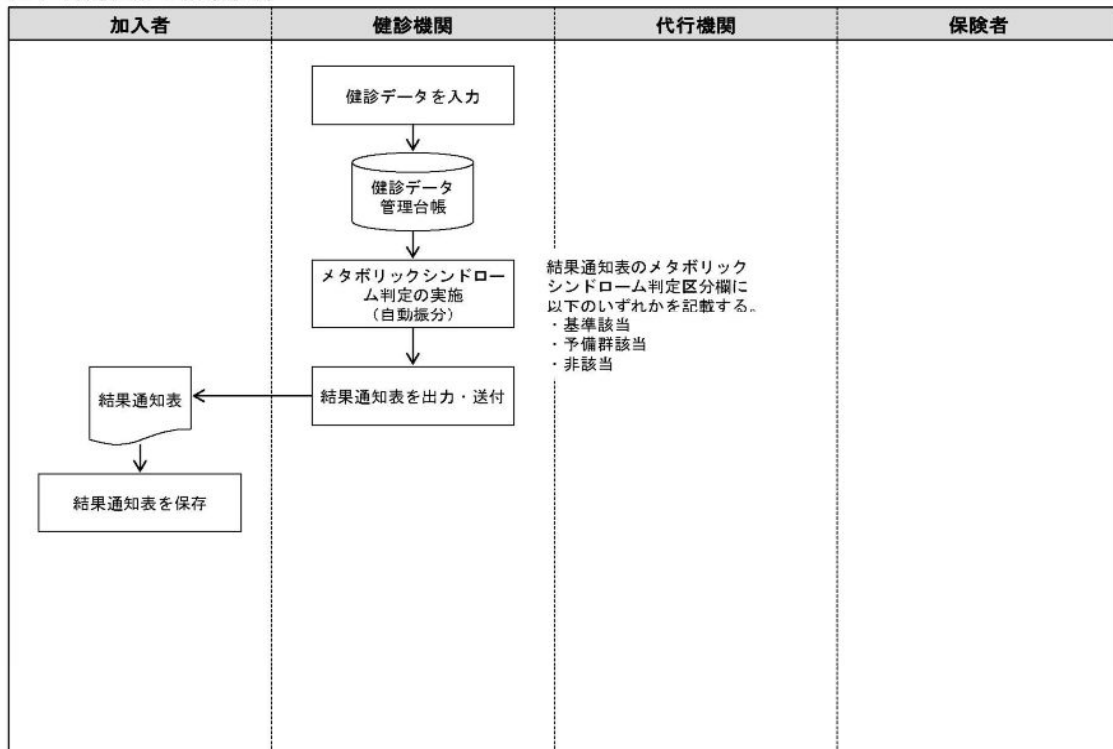 加入者
健診機関
代行機関
保険者
健診データを入力
健診データ
管理台帳
メタボリックシンドロー
ム判定の実施
（自動振分）
結果通知表のメタボリック
シンドローム判定区分欄に
以下のいずれかを記載する。
・基準該当
・予備群該当
・非該当
結果通知表を出力・送付
結果通知表
結果通知表を保存